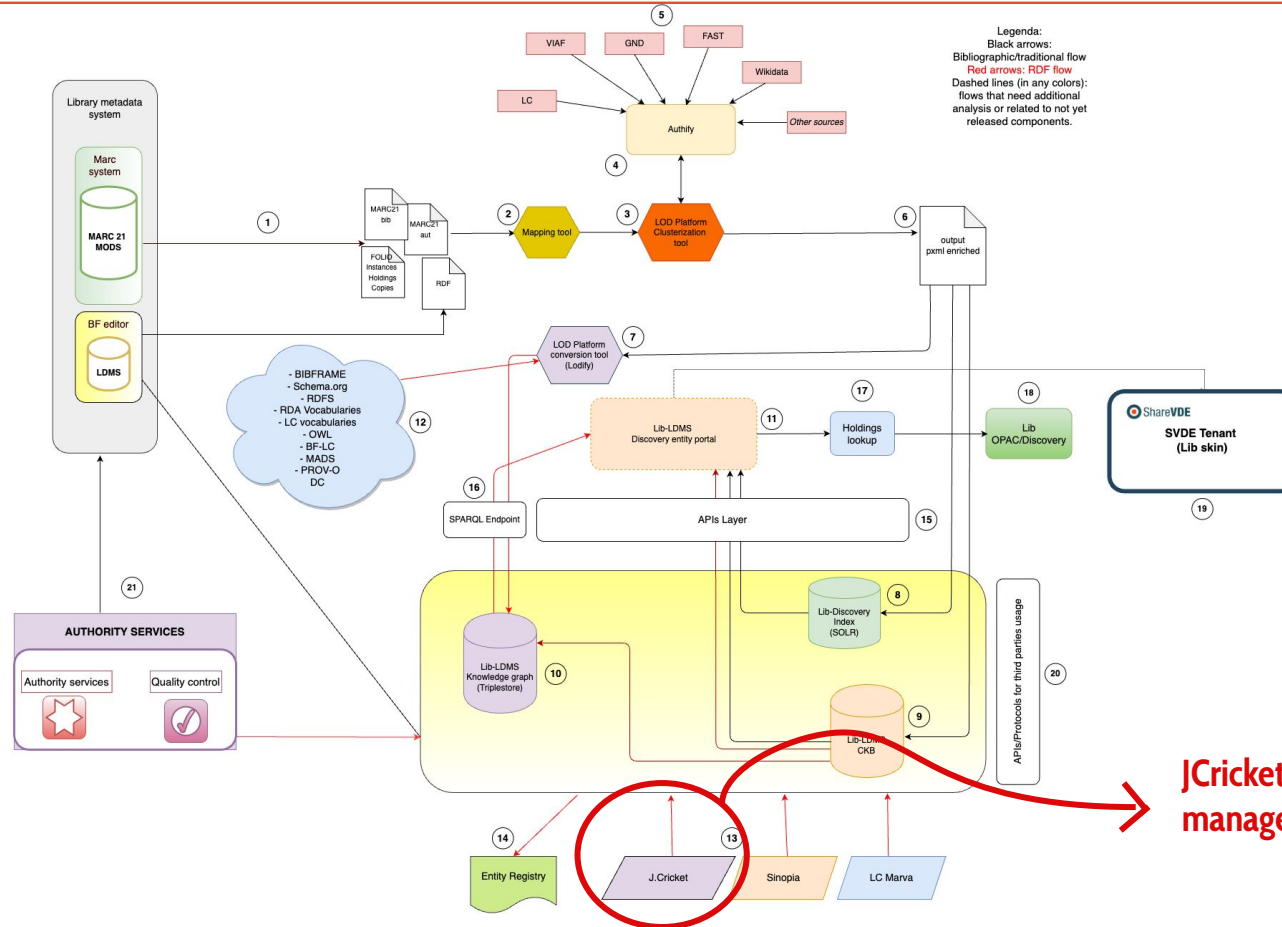 5
VIAF
GND
FAST
Wikidata
LC
Other sources
Authify
4
Legenda:
Black arrows:
Bibliographic/traditional flow
Red arrows: RDF flow
Dashed lines (in any colors):
flows that need additional
analysis or related to not yet
released components.
Library metadata
system
Marc
system
MARC 21
MODS
BF editor
LDMS
1
MARC21
bib
MARC21
aut
FOLIO
Instances
Holdings
Copies
RDF
2
Mapping tool
3
LOD Platform
Clusterization
tool
6
output
pxml enriched
7
LOD Platform
conversion tool
(Lodify)
- BIBFRAME
- Schema.org
- RDFS
- RDA Vocabularies
- LC vocabularies
- OWL
- BF-LC
- MADS
- PROV-O
DC
12
Lib-LDMS
Discovery entity portal
11
17
Holdings
lookup
18
Lib
OPAC/Discovery
ShareVDE
SVDE Tenant
(Lib skin)
19
16
SPARQL Endpoint
APIs Layer
15
21
AUTHORITY SERVICES
Authority services
Quality control
Lib-LDMS
Knowledge graph
(Triplestore)
10
Lib-Discovery
Index
(SOLR)
8
Lib-LDMS
CKB
9
APIs/Protocols for third parties usage
20
JCricket
manage
14
Entity Registry
13
J.Cricket
Sinopia
LC Marva